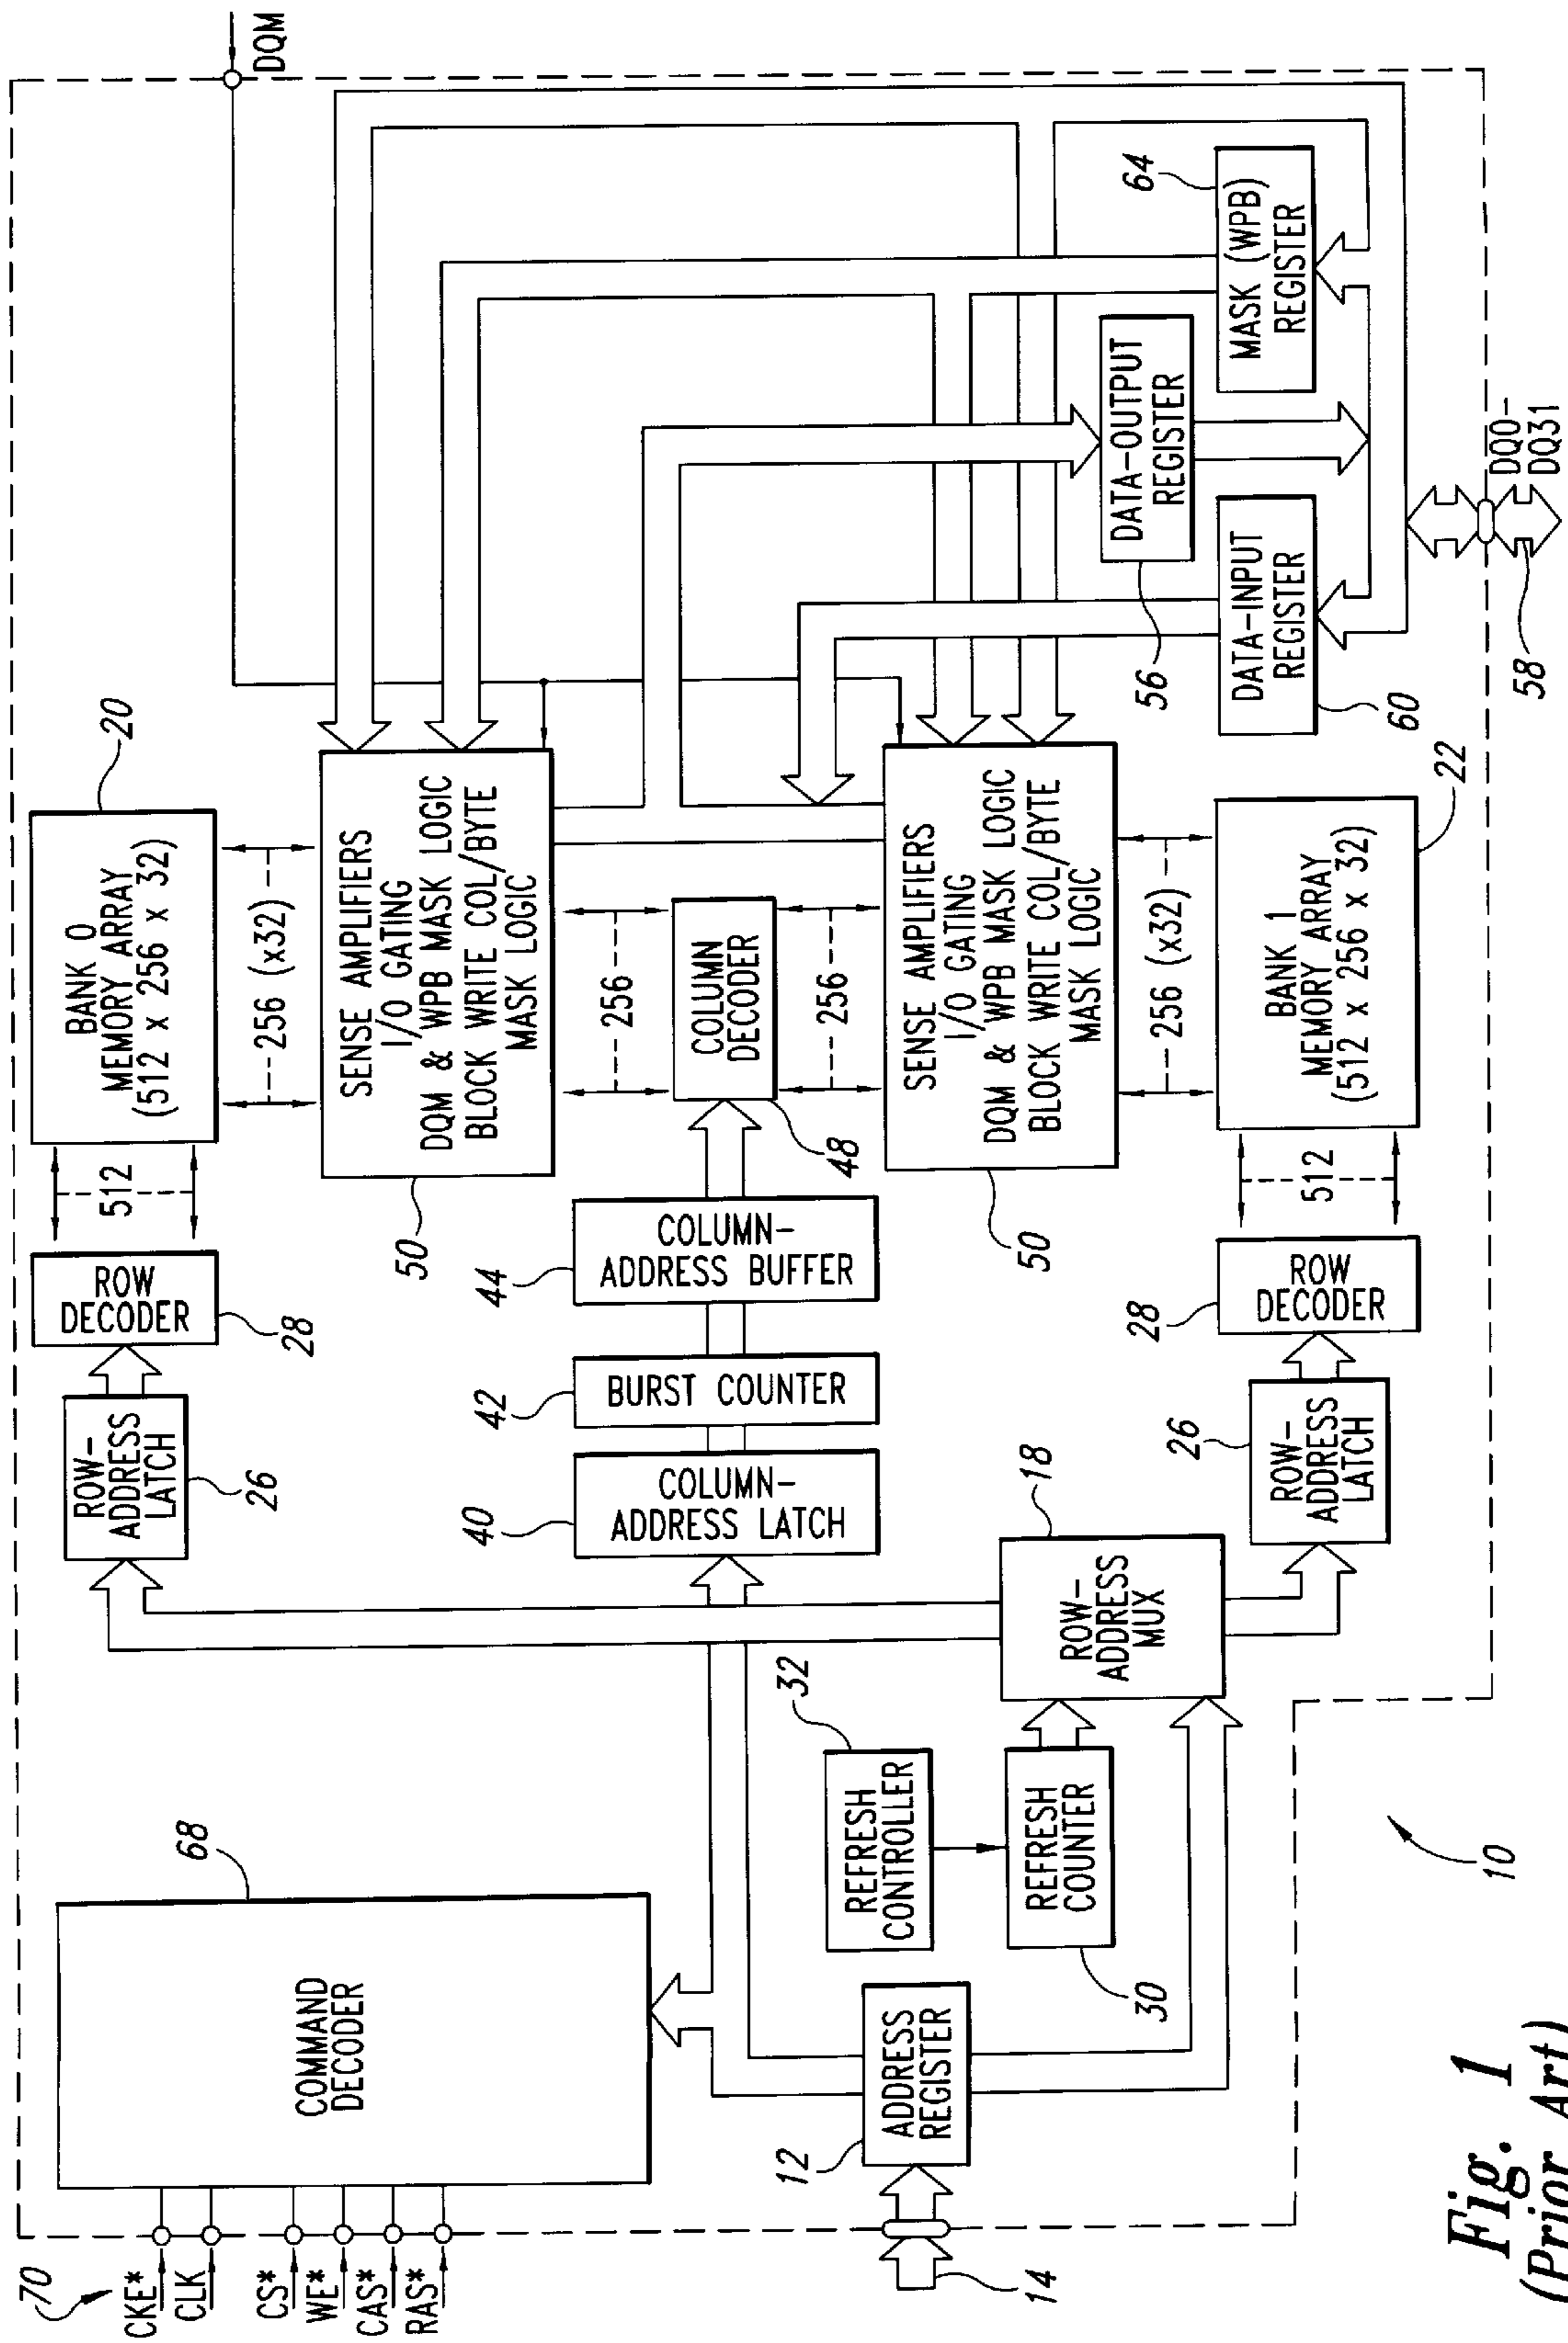 70
CKE*
CLK
CS*
WE*
CAS*
RAS*
COMMAND
DECODER
68
14
12
ADDRESS
REGISTER
REFRESH
CONTROLLER
32
REFRESH
COUNTER
30
ROW-
ADDRESS
MUX
18
ROW-
ADDRESS
LATCH
26
ROW
DECODER
28
512
BANK 0
MEMORY ARRAY
(512 x 256 x 32)
20
256 (x32)
SENSE AMPLIFIERS
I/O GATING
DQM & WPB MASK LOGIC
BLOCK WRITE COL/BYTE
MASK LOGIC
50
256
COLUMN-
ADDRESS LATCH
40
BURST COUNTER
42
COLUMN-
ADDRESS BUFFER
44
COLUMN
DECODER
48
256
SENSE AMPLIFIERS
I/O GATING
DQM & WPB MASK LOGIC
BLOCK WRITE COL/BYTE
MASK LOGIC
50
256 (x32)
ROW-
ADDRESS
LATCH
26
ROW
DECODER
28
512
BANK 1
MEMORY ARRAY
(512 x 256 x 32)
22
DQM
DATA-OUTPUT
REGISTER
56
MASK (WPB)
REGISTER
64
DATA-INPUT
REGISTER
60
DQ0-
DQ31
58
10
Fig. 1
(Prior Art)